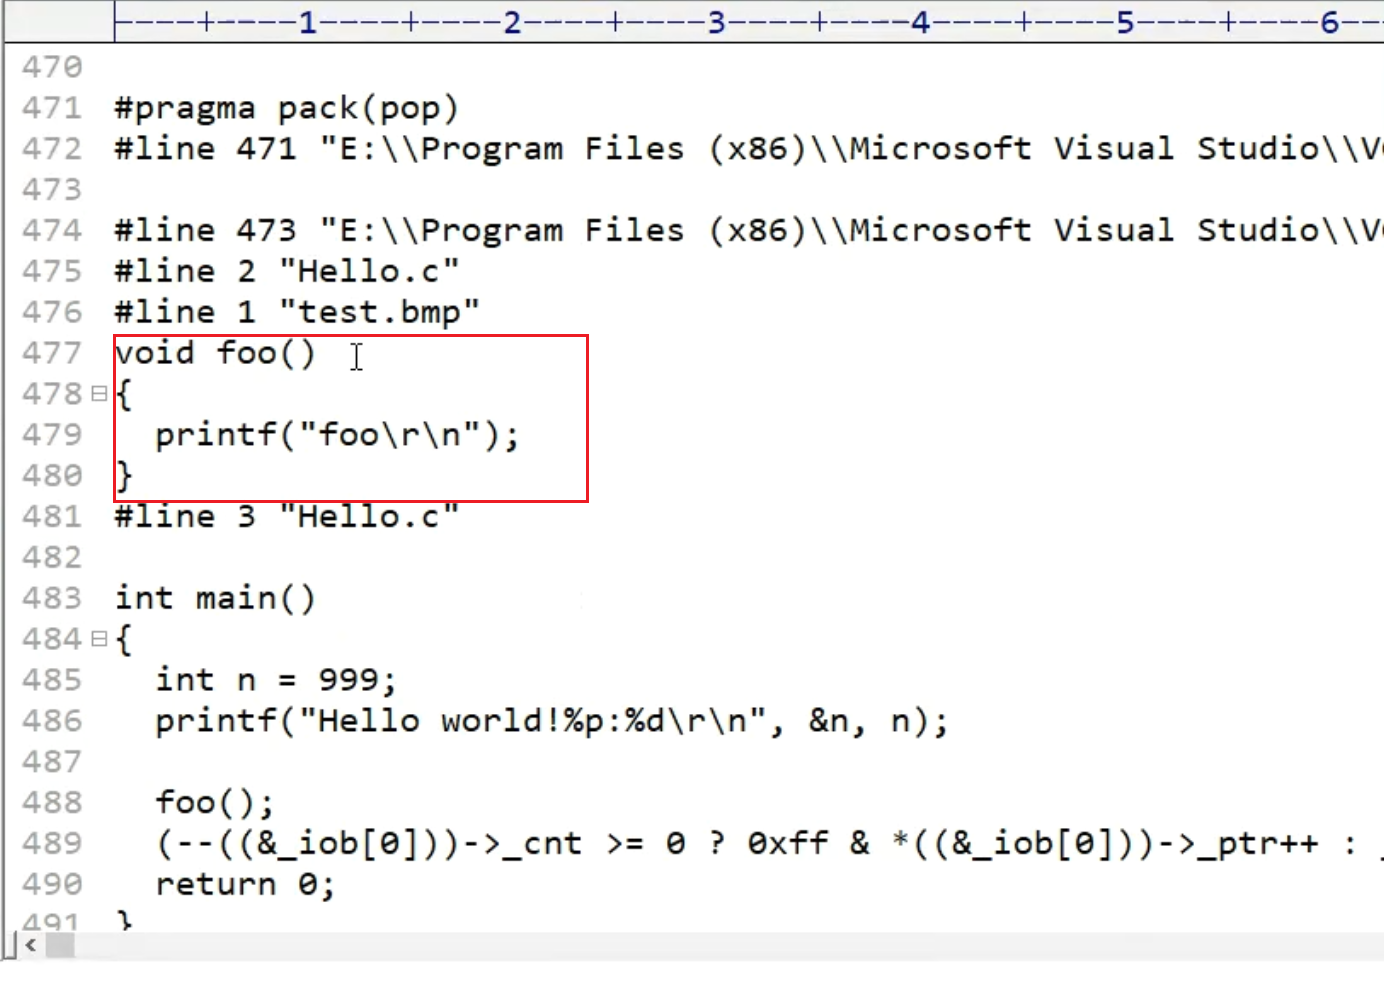 1 2 3 4 5 6
470
471 #pragma pack(pop)
472 #line 471 "E:\\Program Files (x86)\\Microsoft Visual Studio\\V
473
474 #line 473 "E:\\Program Files (x86)\\Microsoft Visual Studio\\V
475 #line 2 "Hello.c"
476 #line 1 "test.bmp"
477 void foo()
478 {
479   printf("foo\r\n");
480 }
481 #line 3 "Hello.c"
482
483 int main()
484 {
485   int n = 999;
486   printf("Hello world!%p:%d\r\n", &n, n);
487
488   foo();
489   (--((&_iob[0]))->_cnt >= 0 ? 0xff & *((&_iob[0]))->_ptr++ :
490   return 0;
491 }